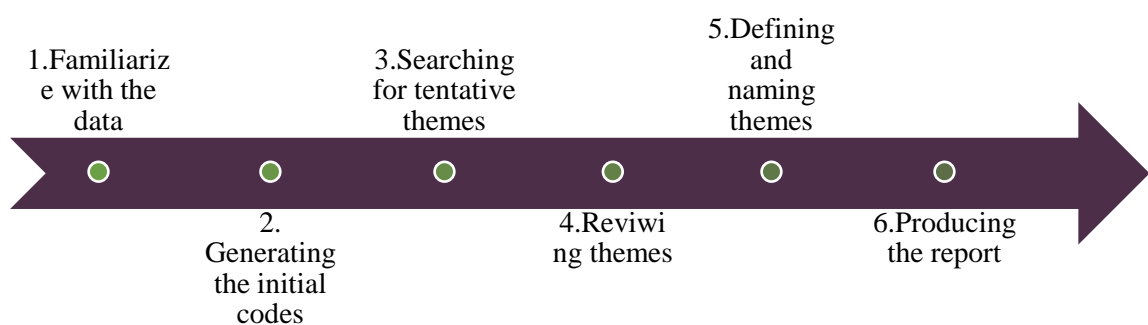 1.Familiariz
e with the
data
2.
Generating
the initial
codes
3.Searching
for tentative
themes
4.Reviwi
ng themes
5.Defining
and
naming
themes
6.Producing
the report